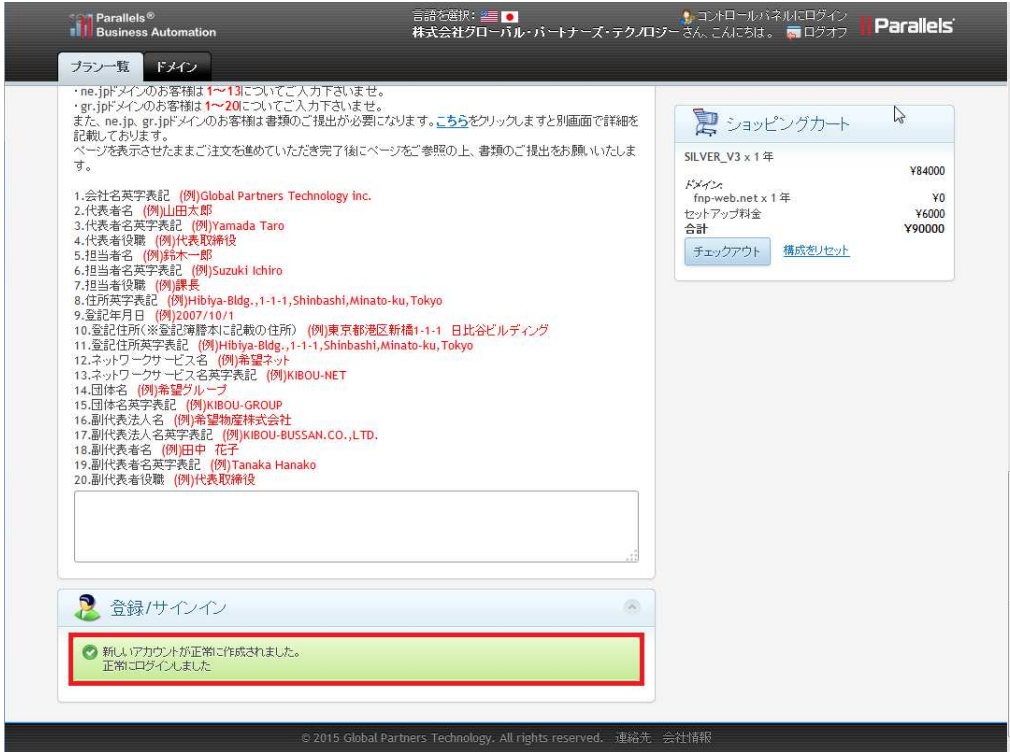 Parallels®
Business Automation
言語を選択:
コントロールパネルにログイン
株式会社グローバル・パートナーズ・テクノロジーさん、こんにちは。
ログオフ
Parallels
プラン一覧
ドメイン
・ne.jpドメインのお客様は1～13についてご入力下さいませ。
・gr.jpドメインのお客様は1～20についてご入力下さいませ。
また、ne.jp、gr.jpドメインのお客様は書類のご提出が必要になります。こちらをクリックしますと別画面で詳細を
記載しております。
ページを表示させたままご注文を進めていただき完了後にページをご参照の上、書類のご提出をお願いいたしま
す。
1.会社名英字表記 (例)Global Partners Technology inc.
2.代表者名 (例)山田太郎
3.代表者名英字表記 (例)Yamada Taro
4.代表者役職 (例)代表取締役
5.担当者名 (例)鈴木一郎
6.担当者名英字表記 (例)Suzuki Ichiro
7.担当者役職 (例)課長
8.住所英字表記 (例)Hibiya-Bldg.,1-1-1,Shinbashi,Minato-ku,Tokyo
9.登記年月日 (例)2007/10/1
10.登記住所(※登記簿謄本に記載の住所) (例)東京都港区新橋1-1-1 日比谷ビルディング
11.登記住所英字表記 (例)Hibiya-Bldg.,1-1-1,Shinbashi,Minato-ku,Tokyo
12.ネットワークサービス名 (例)希望ネット
13.ネットワークサービス名英字表記 (例)KIBOU-NET
14.団体名 (例)希望グループ
15.団体名英字表記 (例)KIBOU-GROUP
16.副代表法人名 (例)希望物産株式会社
17.副代表法人名英字表記 (例)KIBOU-BUSSAN.CO.,LTD.
18.副代表者名 (例)田中 花子
19.副代表者名英字表記 (例)Tanaka Hanako
20.副代表者役職 (例)代表取締役
登録/サインイン
新しいアカウントが正常に作成されました。
正常にログインしました
ショッピングカート
SILVER_V3 x 1 年
¥84000
ドメイン:
fnp-web.net x 1 年 ¥0
セットアップ料金 ¥6000
合計 ¥90000
チェックアウト
構成をリセット
© 2015 Global Partners Technology. All rights reserved. 連絡先 会社情報